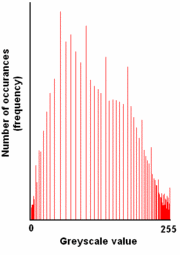 Number of occurances
(frequency)
0
255
Greyscale value